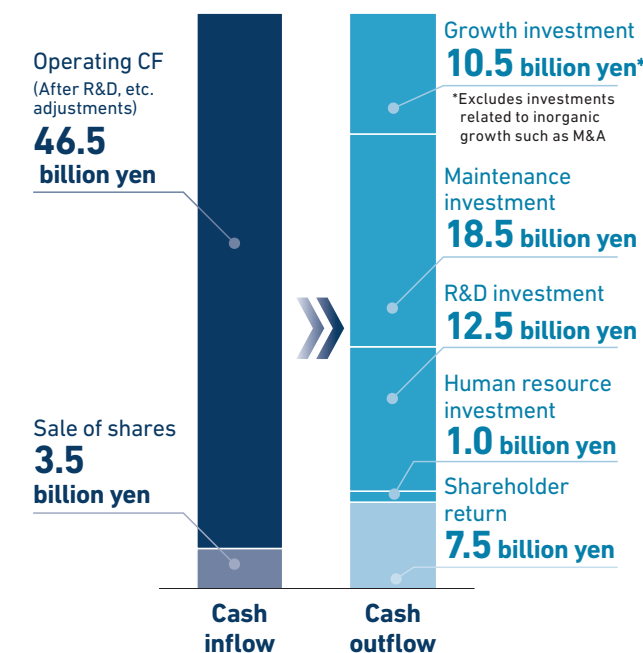 Operating CF
(After R&D, etc.
adjustments)
46.5
billion yen
Sale of shares
3.5
billion yen
Growth investment
10.5 billion yen*
*Excludes investments
related to inorganic
growth such as M&A
Maintenance
investment
18.5 billion yen
R&D investment
12.5 billion yen
Human resource
investment
1.0 billion yen
Shareholder
return
7.5 billion yen
Cash
inflow
Cash
outflow